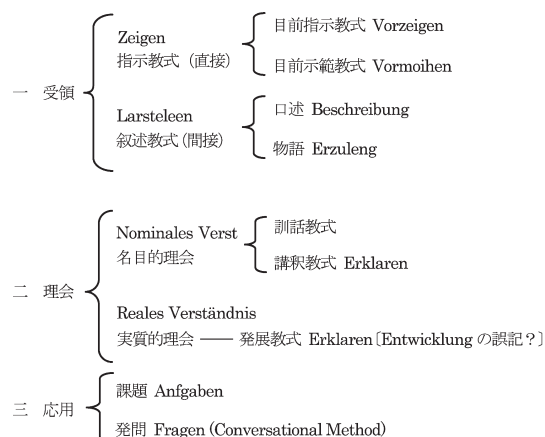 Zeigen
指示教式(直接)
目前指示教式 Vorzeigen
目前示範教式 Vormoihen
一 受領
Larsteleen
叙述教式(間接)
口述 Beschreibung
物語 Erzuleng
Nominales Verst
名目的理会
訓話教式
講釈教式 Erklaren
二 理会
Reales Verständnis
実質的理会 ── 発展教式 Erklaren〔Entwicklung の誤記?〕
課題 Anfgaben
三 応用
発問 Fragen (Conversational Method)